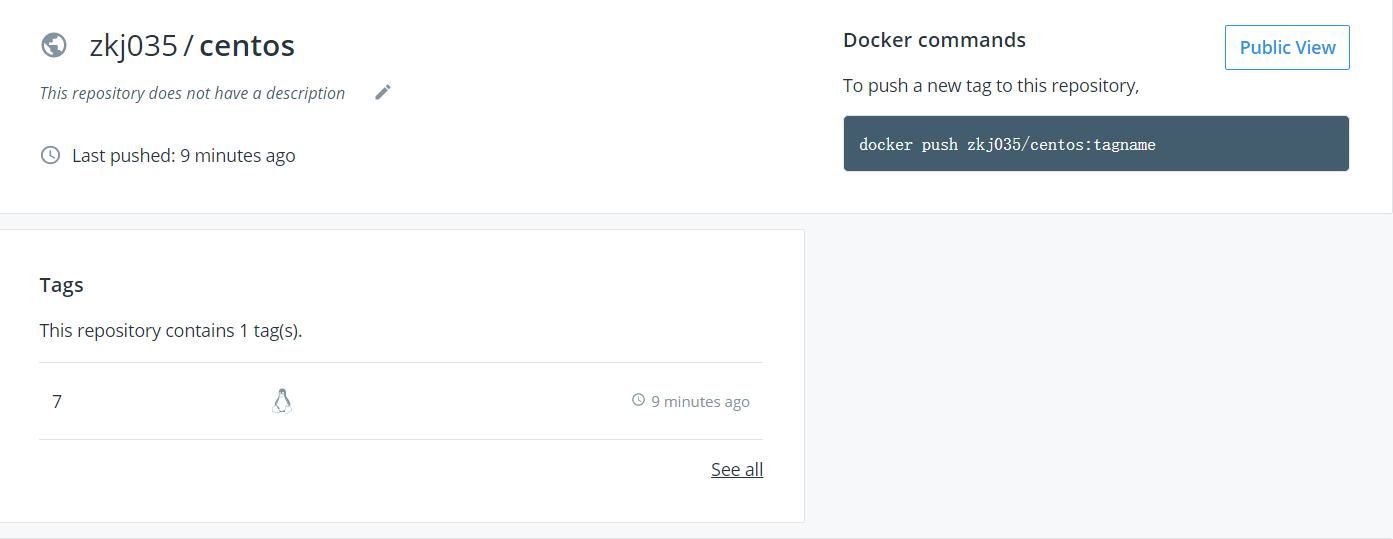 zkj035 / centos
This repository does not have a description
Last pushed: 9 minutes ago
Docker commands
Public View
To push a new tag to this repository,
docker push zkj035/centos:tagname
Tags
This repository contains 1 tag(s).
7 9 minutes ago
See all